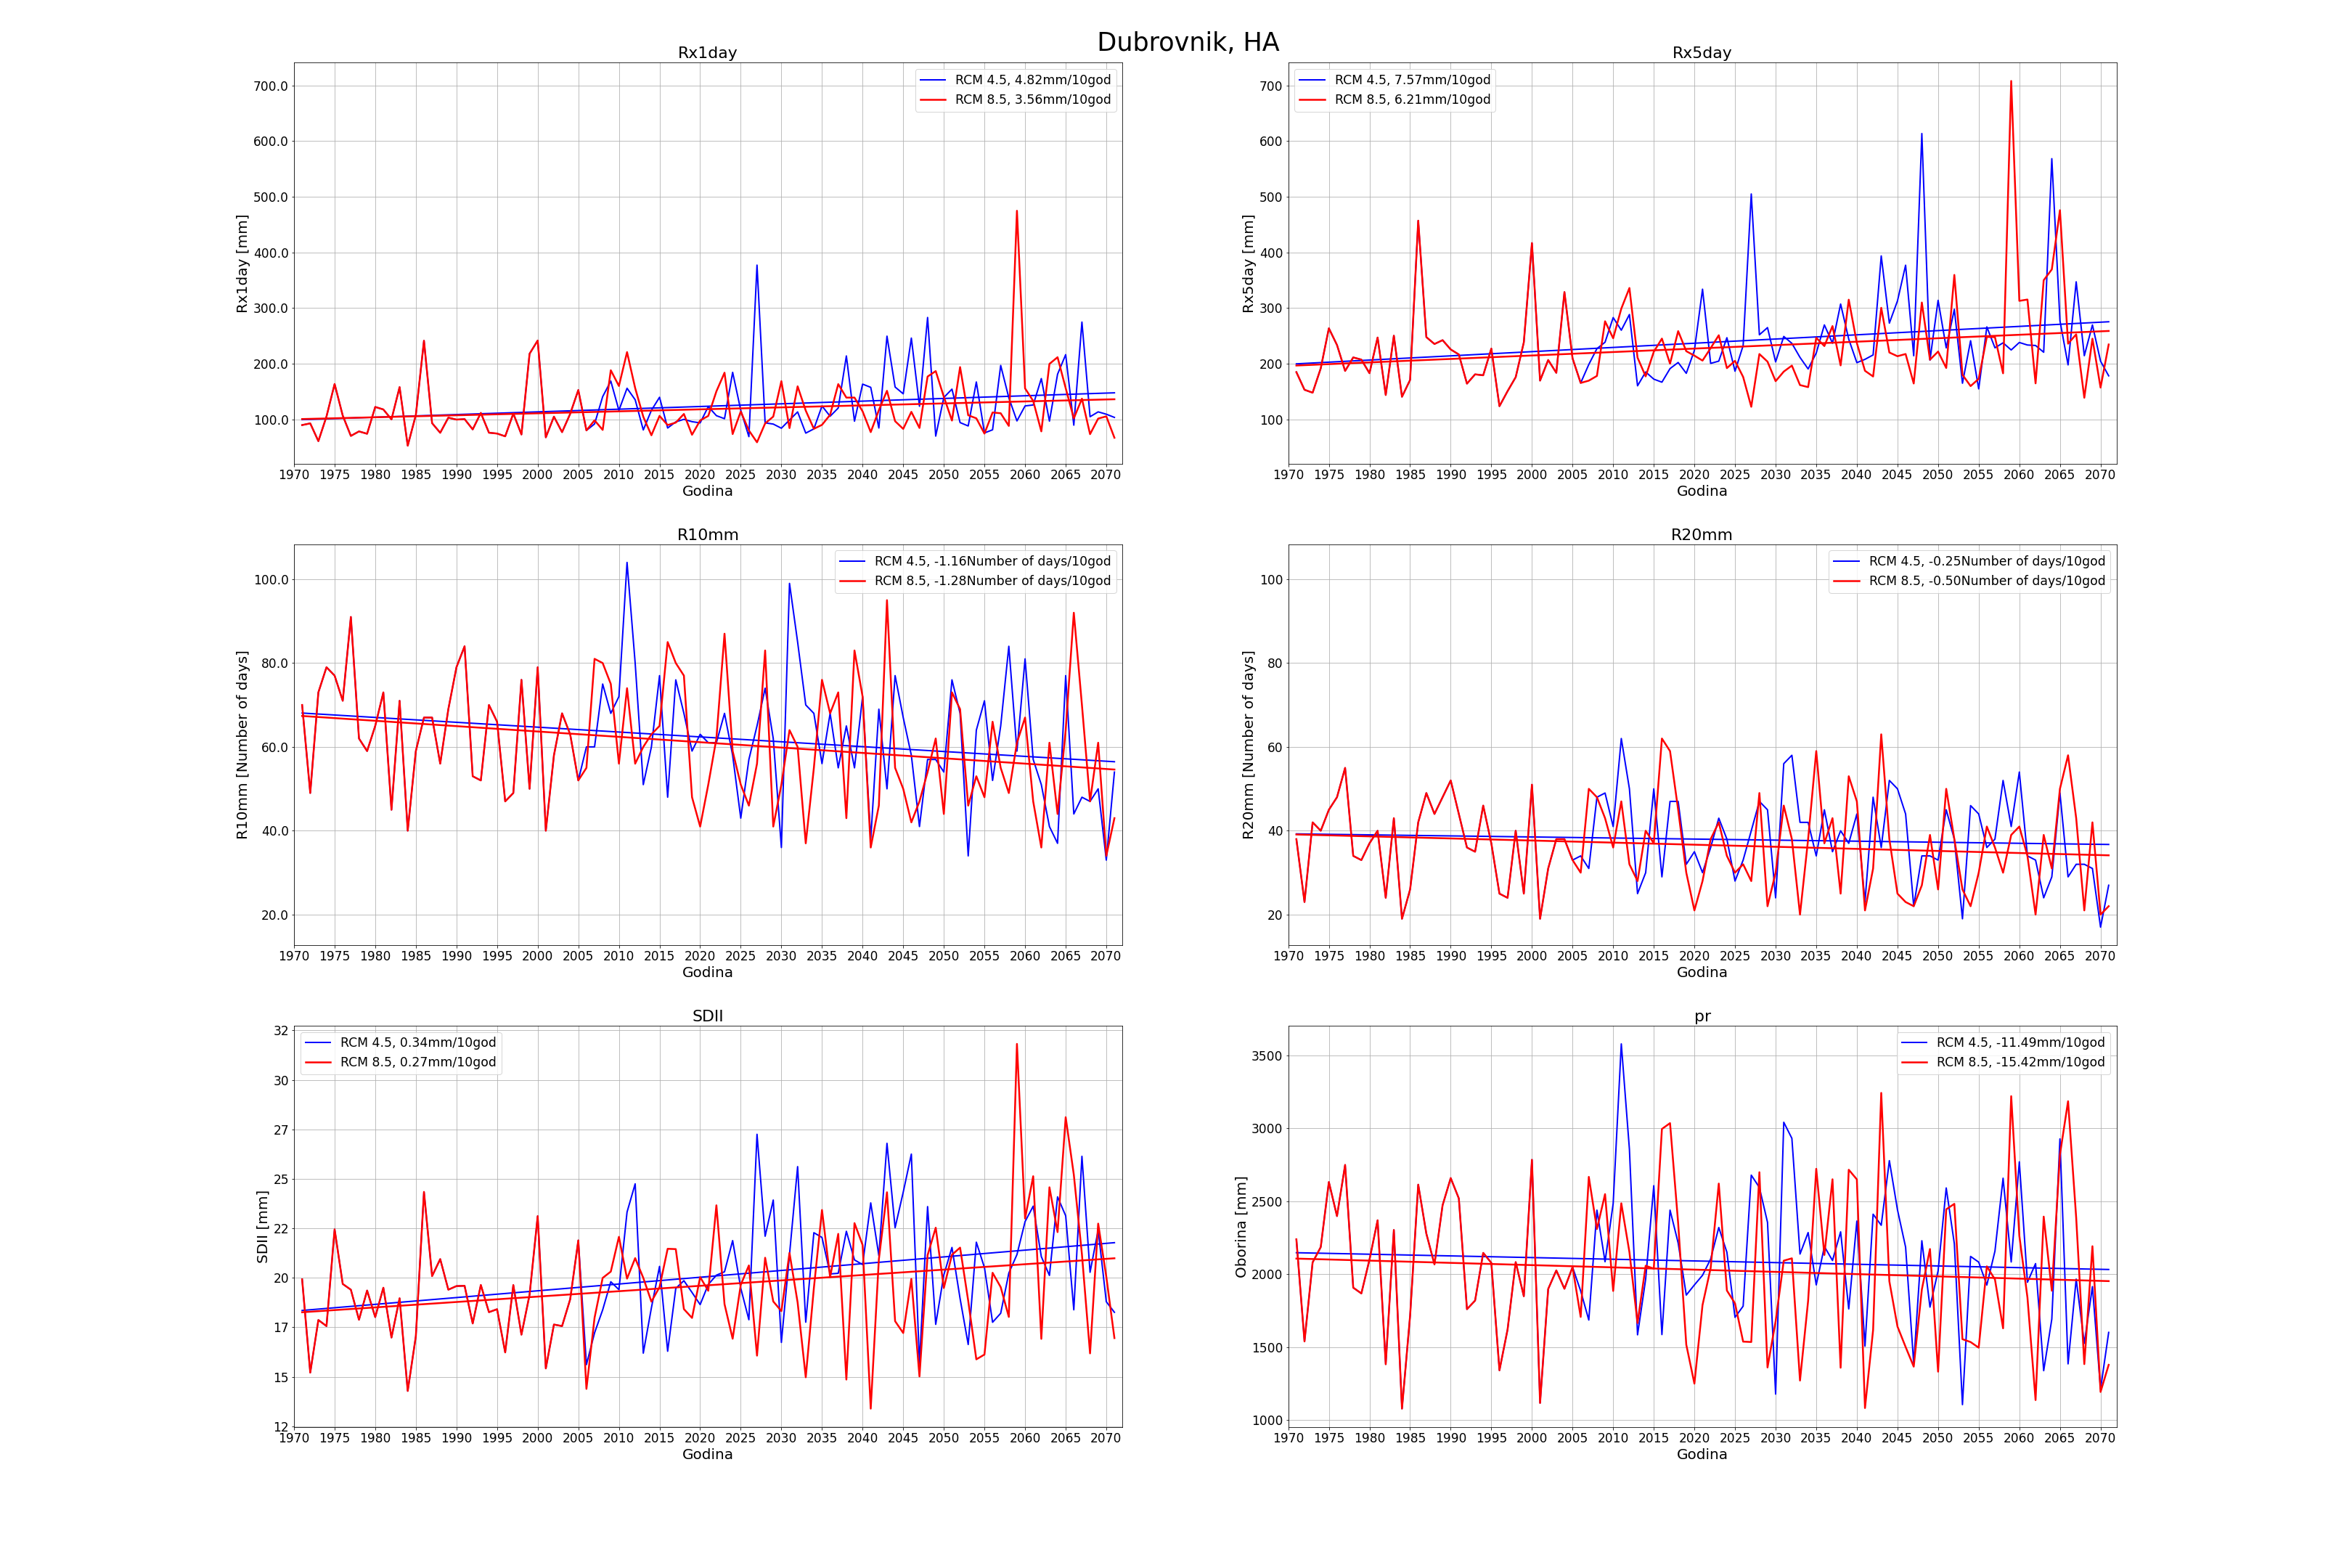 Dubrovnik, HA
Rx1day
RCM 4.5, 4.82mm/10god
RCM 8.5, 3.56mm/10god
Rx1day [mm]
700.0
600.0
500.0
400.0
300.0
200.0
100.0
1970 1975 1980 1985 1990 1995 2000 2005 2010 2015 2020 2025 2030 2035 2040 2045 2050 2055 2060 2065 2070
Godina
Rx5day
RCM 4.5, 7.57mm/10god
RCM 8.5, 6.21mm/10god
Rx5day [mm]
700
600
500
400
300
200
100
1970 1975 1980 1985 1990 1995 2000 2005 2010 2015 2020 2025 2030 2035 2040 2045 2050 2055 2060 2065 2070
Godina
R10mm
RCM 4.5, -1.16Number of days/10god
RCM 8.5, -1.28Number of days/10god
R10mm [Number of days]
100.0
80.0
60.0
40.0
20.0
1970 1975 1980 1985 1990 1995 2000 2005 2010 2015 2020 2025 2030 2035 2040 2045 2050 2055 2060 2065 2070
Godina
R20mm
RCM 4.5, -0.25Number of days/10god
RCM 8.5, -0.50Number of days/10god
R20mm [Number of days]
100
80
60
40
20
1970 1975 1980 1985 1990 1995 2000 2005 2010 2015 2020 2025 2030 2035 2040 2045 2050 2055 2060 2065 2070
Godina
SDII
RCM 4.5, 0.34mm/10god
RCM 8.5, 0.27mm/10god
SDII [mm]
32
30
27
25
22
20
17
15
12
1970 1975 1980 1985 1990 1995 2000 2005 2010 2015 2020 2025 2030 2035 2040 2045 2050 2055 2060 2065 2070
Godina
pr
RCM 4.5, -11.49mm/10god
RCM 8.5, -15.42mm/10god
Oborina [mm]
3500
3000
2500
2000
1500
1000
1970 1975 1980 1985 1990 1995 2000 2005 2010 2015 2020 2025 2030 2035 2040 2045 2050 2055 2060 2065 2070
Godina